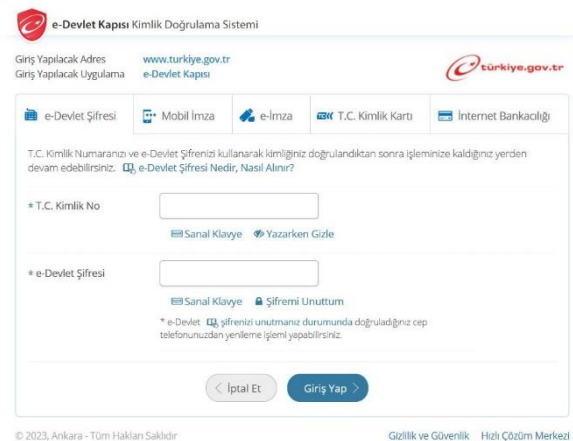 e-Devlet Kapısı Kimlik Doğrulama Sistemi
Giriş Yapılacak Adres www.turkiye.gov.tr
Giriş Yapılacak Uygulama e-Devlet Kapısı
türkiye.gov.tr
e-Devlet Şifresi Mobil İmza e-İmza T.C. Kimlik Kartı İnternet Bankacılığı
T.C. Kimlik Numaranızı ve e-Devlet Şifrenizi kullanarak kimliğiniz doğrulandıktan sonra işleminize kaldığınız yerden
devam edebilirsiniz. e-Devlet Şifresi Nedir, Nasıl Alınır?
* T.C. Kimlik No
Sanal Klavye Yazarken Gizle
* e-Devlet Şifresi
Sanal Klavye Şifremi Unuttum
* e-Devlet şifrenizi unutmanız durumunda doğruladığınız cep
telefonunuzdan yenileme işlemi yapabilirsiniz.
İptal Et Giriş Yap
© 2023, Ankara - Tüm Hakları Saklıdır Gizlilik ve Güvenlik Hızlı Çözüm Merkezi